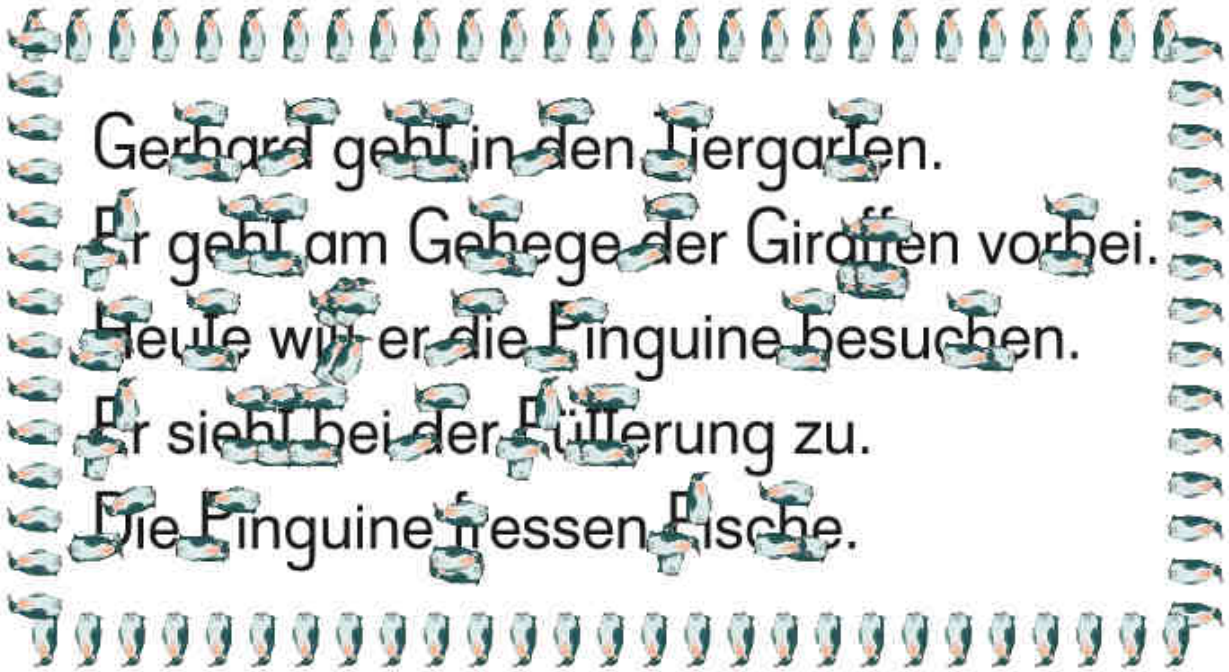 Gerhard geht in den Tiergarten.
Er geht am Gehege der Giraffen vorbei.
Heute will er die Pinguine besuchen.
Er sieht bei der Fütterung zu.
Die Pinguine fressen Fische.